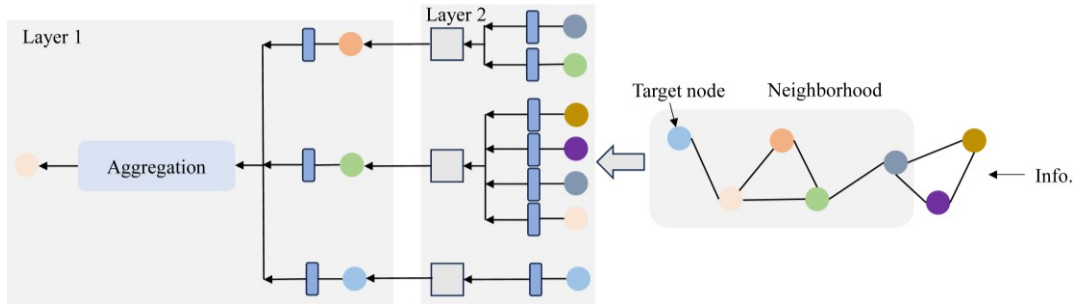 Layer 1
Layer 2
Aggregation
Target node
Neighborhood
Info.